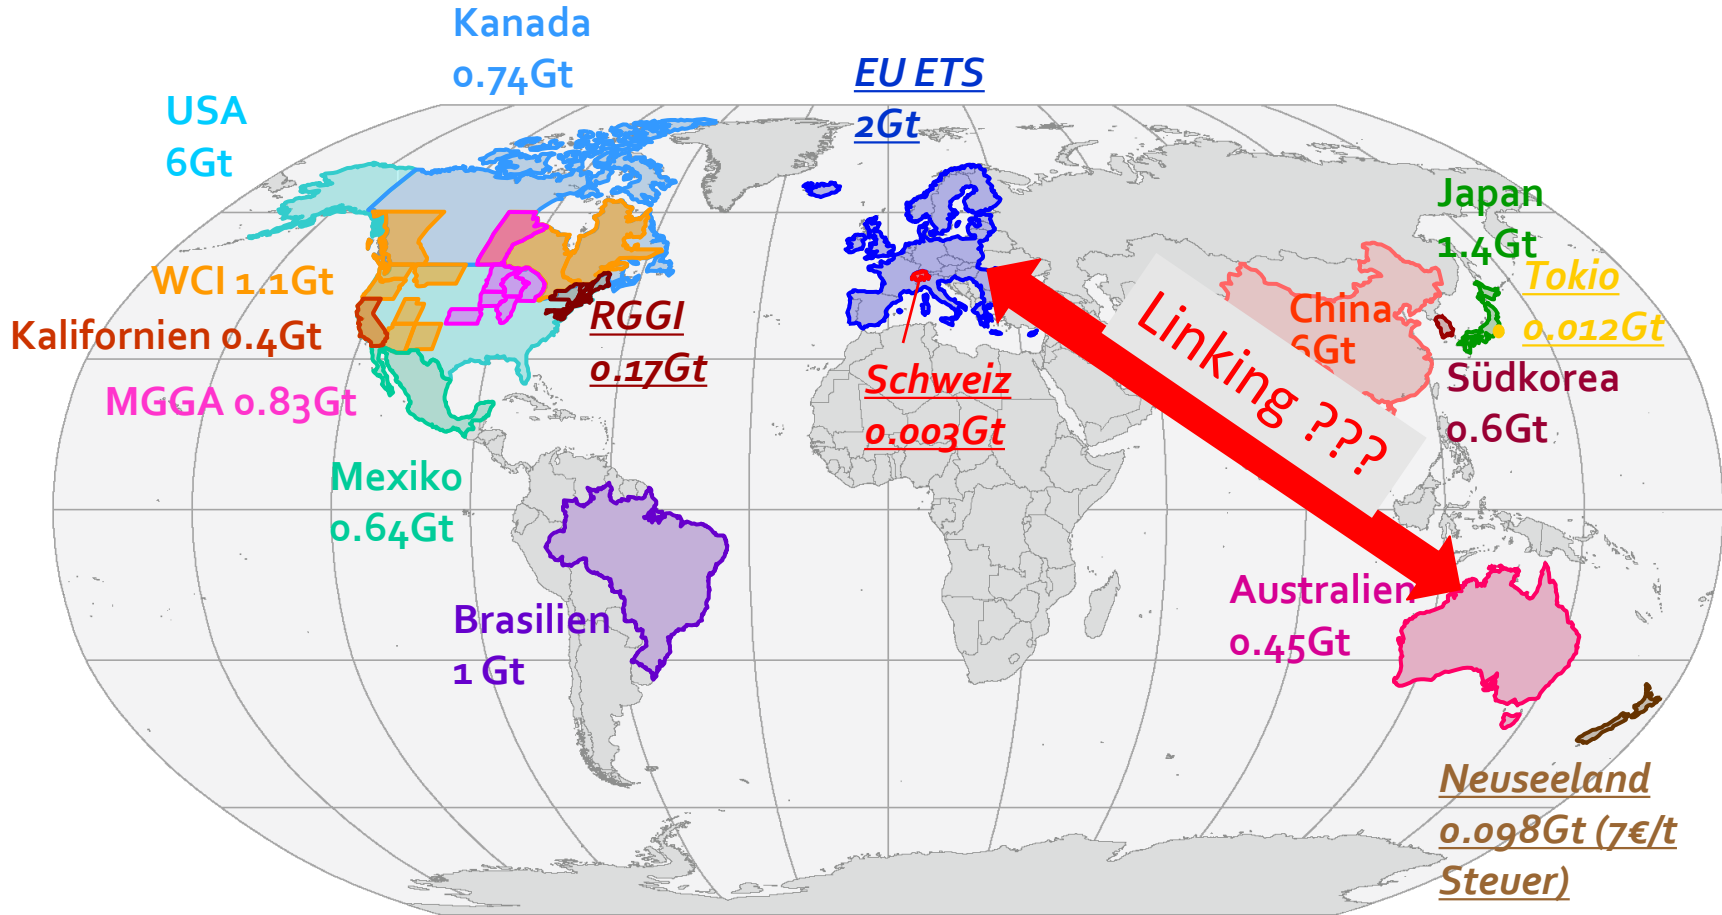 Kanada
0.74Gt
EU ETS
2Gt
USA
6Gt
Japan
1.4Gt
WCI 1.1Gt
Tokio
0.012Gt
Kalifornien 0.4Gt
RGGI
0.17Gt
China
6Gt
Linking ???
MGGA 0.83Gt
Schweiz
0.003Gt
Südkorea
0.6Gt
Mexiko
0.64Gt
Brasilien
1 Gt
Australien
0.45Gt
Neuseeland
0.098Gt (7€/t
Steuer)